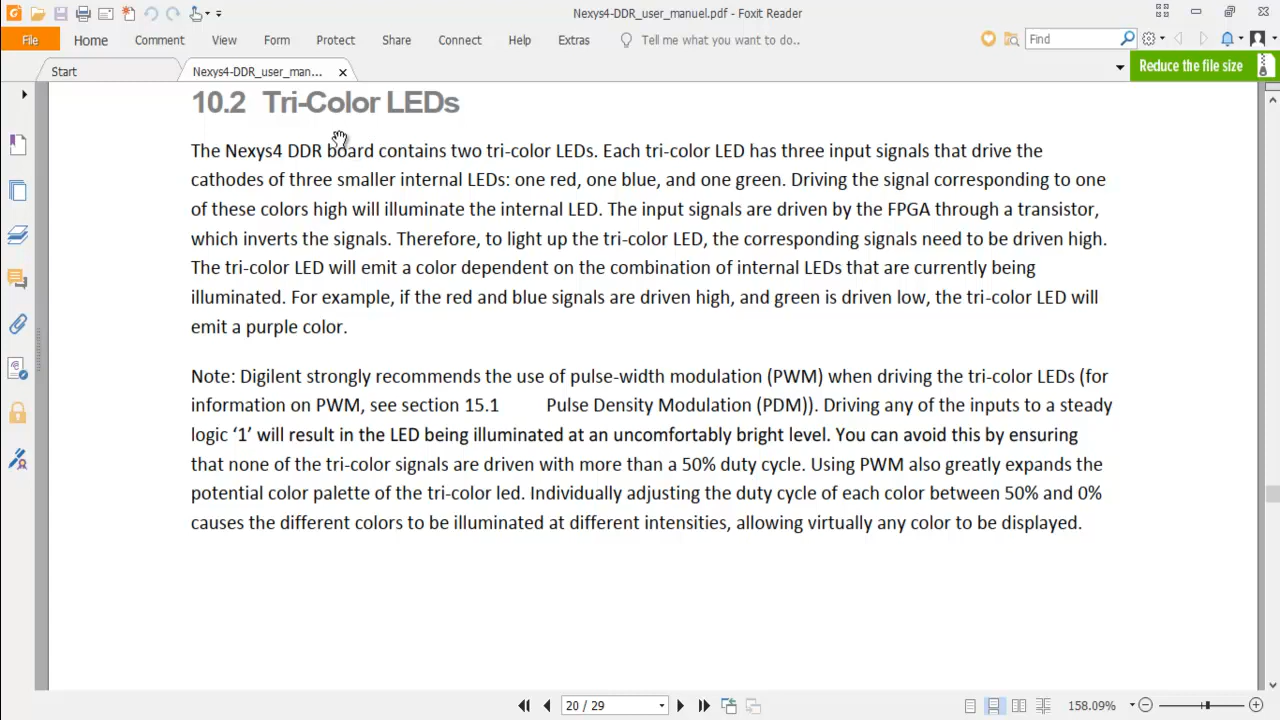 Nexys4-DDR_user_manuel.pdf - Foxit Reader
File Home Comment View Form Protect Share Connect Help Extras Tell me what you want to do.. Find
Start Nexys4-DDR_user_man... Reduce the file size
10.2 Tri-Color LEDs
The Nexys4 DDR board contains two tri-color LEDs. Each tri-color LED has three input signals that drive the
cathodes of three smaller internal LEDs: one red, one blue, and one green. Driving the signal corresponding to one
of these colors high will illuminate the internal LED. The input signals are driven by the FPGA through a transistor,
which inverts the signals. Therefore, to light up the tri-color LED, the corresponding signals need to be driven high.
The tri-color LED will emit a color dependent on the combination of internal LEDs that are currently being
illuminated. For example, if the red and blue signals are driven high, and green is driven low, the tri-color LED will
emit a purple color.
Note: Digilent strongly recommends the use of pulse-width modulation (PWM) when driving the tri-color LEDs (for
information on PWM, see section 15.1 Pulse Density Modulation (PDM)). Driving any of the inputs to a steady
logic ‘1’ will result in the LED being illuminated at an uncomfortably bright level. You can avoid this by ensuring
that none of the tri-color signals are driven with more than a 50% duty cycle. Using PWM also greatly expands the
potential color palette of the tri-color led. Individually adjusting the duty cycle of each color between 50% and 0%
causes the different colors to be illuminated at different intensities, allowing virtually any color to be displayed.
20 / 29 158.09%